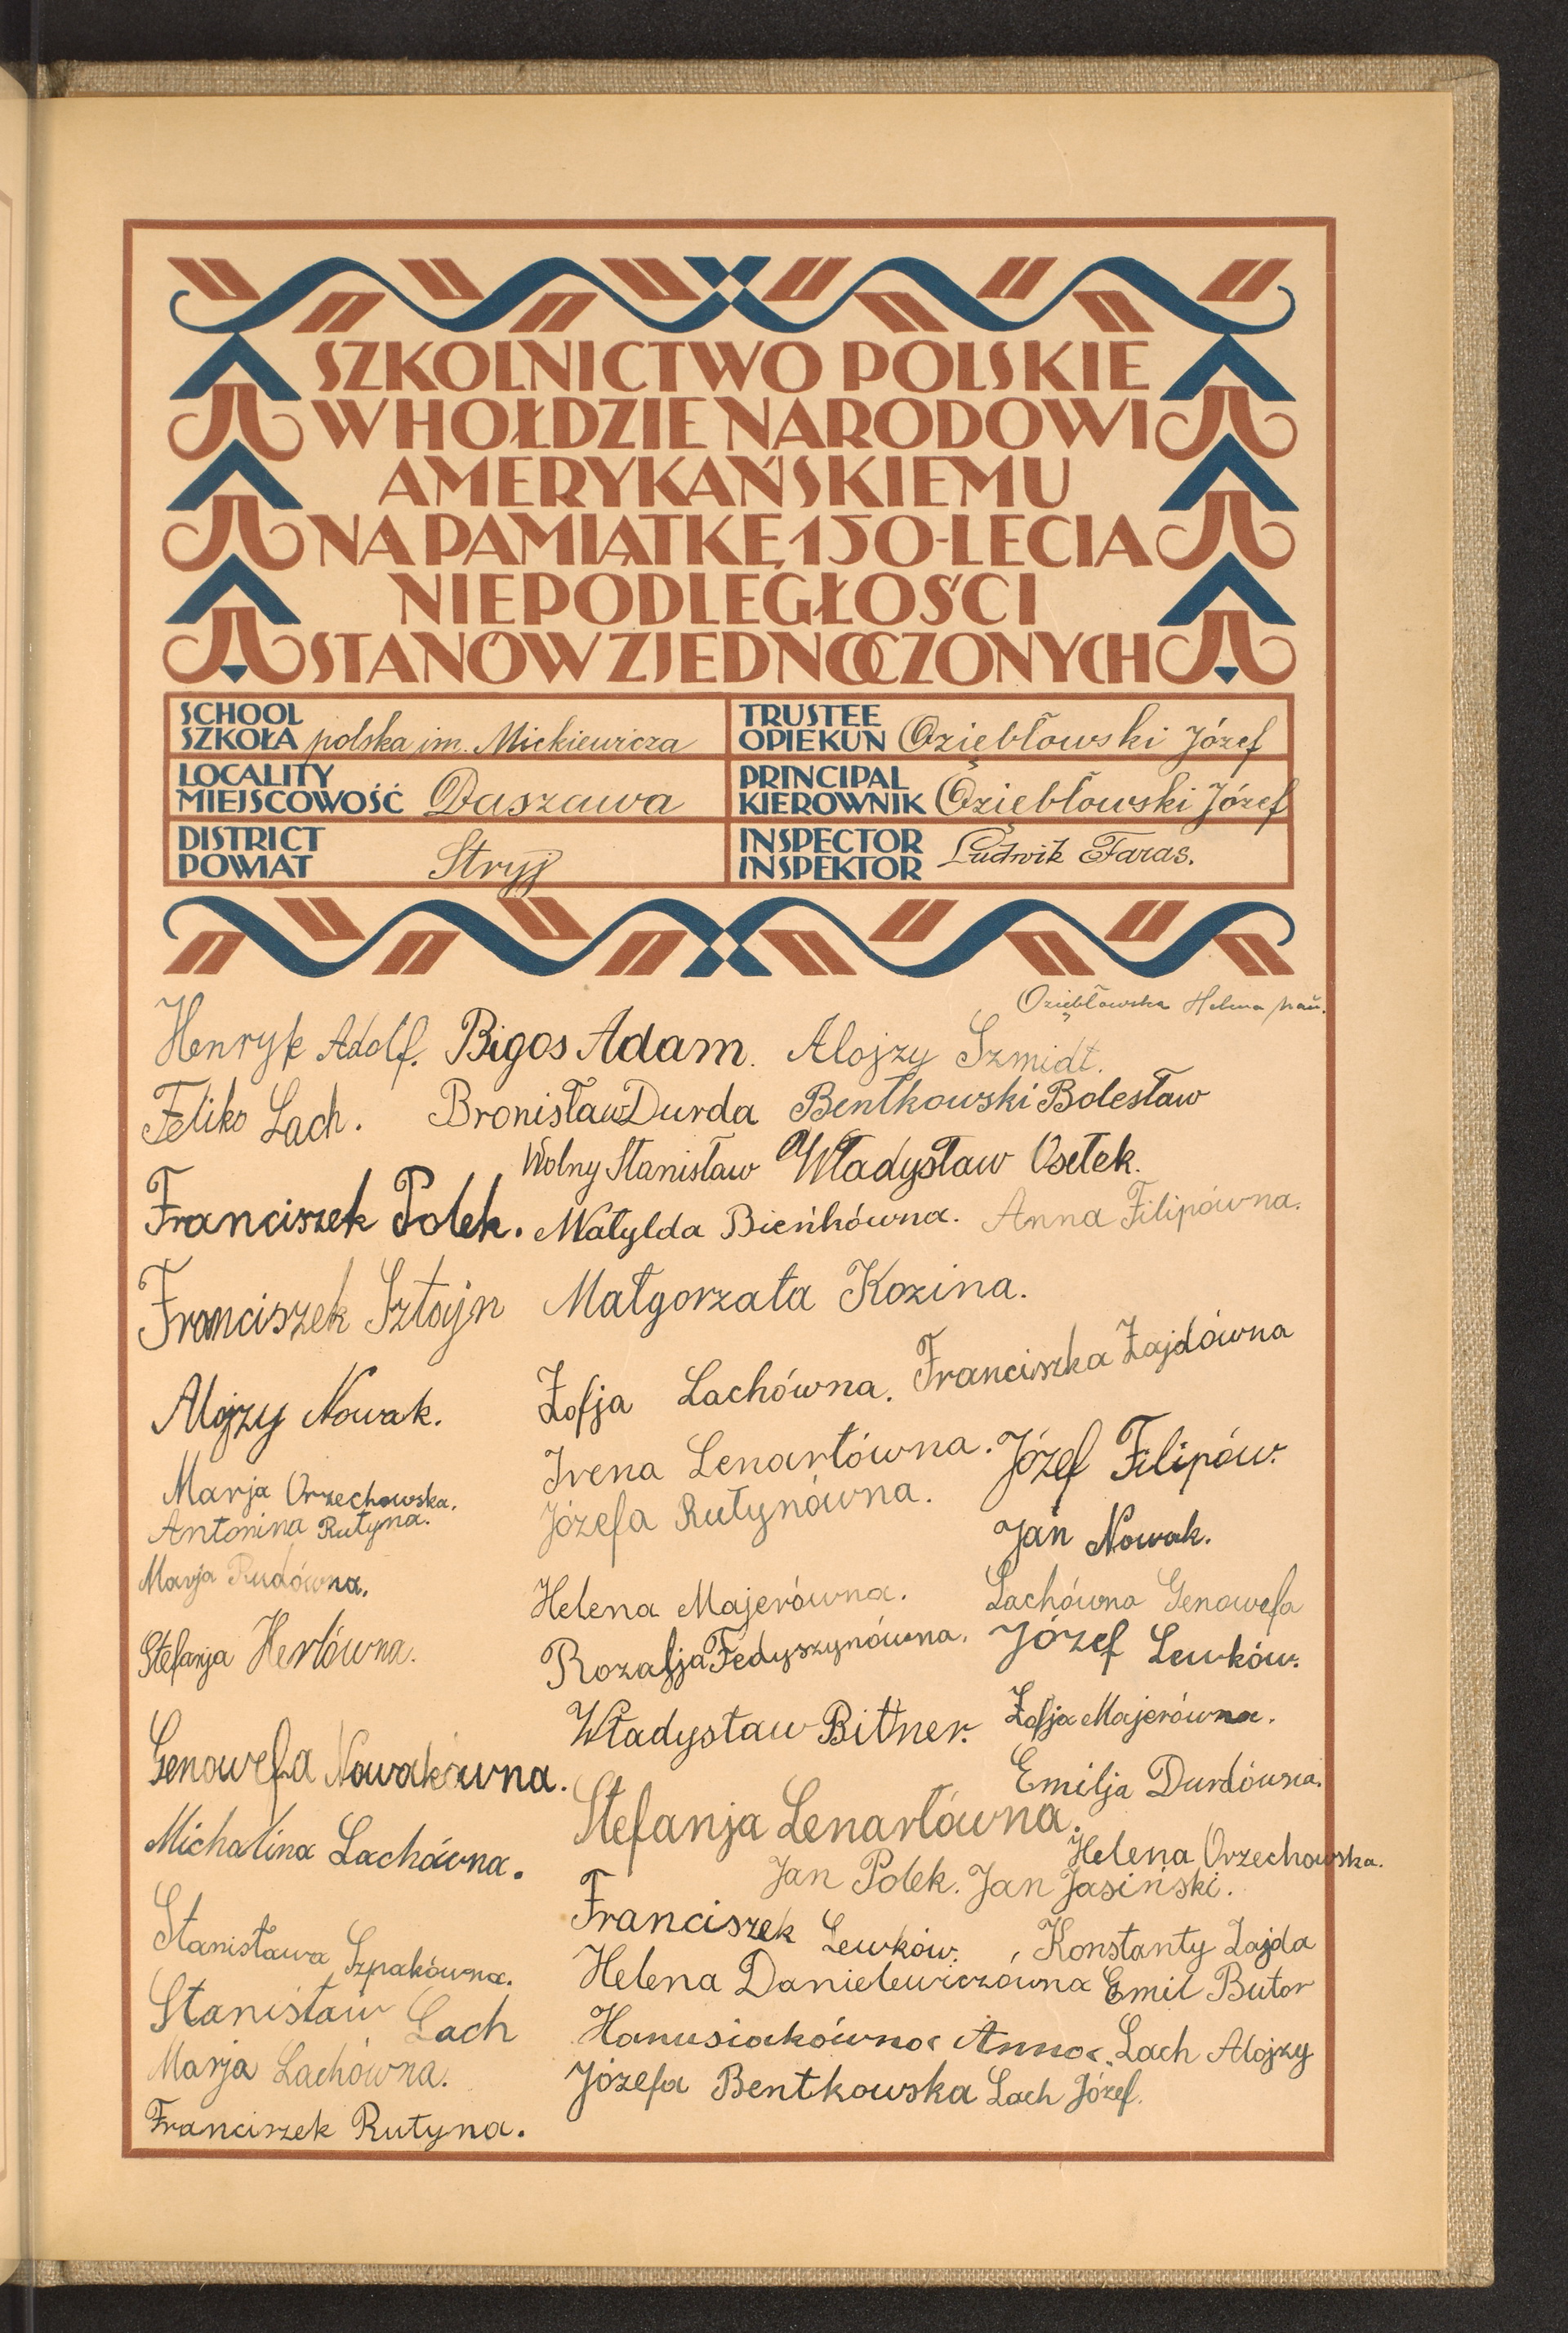 SZKOLNICTWO POLSKIE
W HOŁDZIE NARODOWI
AMERYKAŃSKIEMU
NA PAMIĄTKĘ 150-LECIA
NIEPODLEGŁOŚCI
STANÓW ZJEDNOCZONYCH
SCHOOL
SZKOŁA polska im. Mickiewicza
TRUSTEE
OPIEKUN Oziębłowski Józef
LOCALITY
MIEJSCOWOŚĆ Daszawa
PRINCIPAL
KIEROWNIK Oziębłowski Józef
DISTRICT
POWIAT Stryj
INSPECTOR
INSPEKTOR Ludwik Faras.
Oziębłowska Helena nau.
Henryk Adolf. Bigos Adam. Alojzy Szmidt.
Feliks Lach. Bronisław Durda Bentkowski Bolesław
Wolny Stanisław Władysław Osełek.
Franciszek Polek. Matylda Bieńkówna. Anna Filipówna.
Franciszek Sztajn Małgorzata Kozina.
Alojzy Nowak. Zofja Lachówna. Franciszka Zajdówna
Marja Orzechowska. Irena Lenartówna. Józef Filipów.
Antonina Rutyna. Józefa Rutynówna. Jan Nowak.
Marja Rudówna. Helena Majerówna. Lachówna Genowefa
Stefanja Hertówna. Rozalja Fedyszynówna. Józef Lewków.
Genowefa Nowakówna. Władysław Bitner. Zofja Majerówna.
Emilja Durdówna.
Michalina Lachówna. Stefanja Lenartówna.
Helena Orzechowska.
Jan Polek. Jan Jasiński.
Stanisława Szpakówna. Franciszek Lewków. Konstanty Zajda
Stanisław Lach Helena Danielewiczówna Emil Butor
Marja Lachówna. Hanusiakówna Anna. Lach Alojzy
Franciszek Rutyna. Józefa Bentkowska Lach Józef.